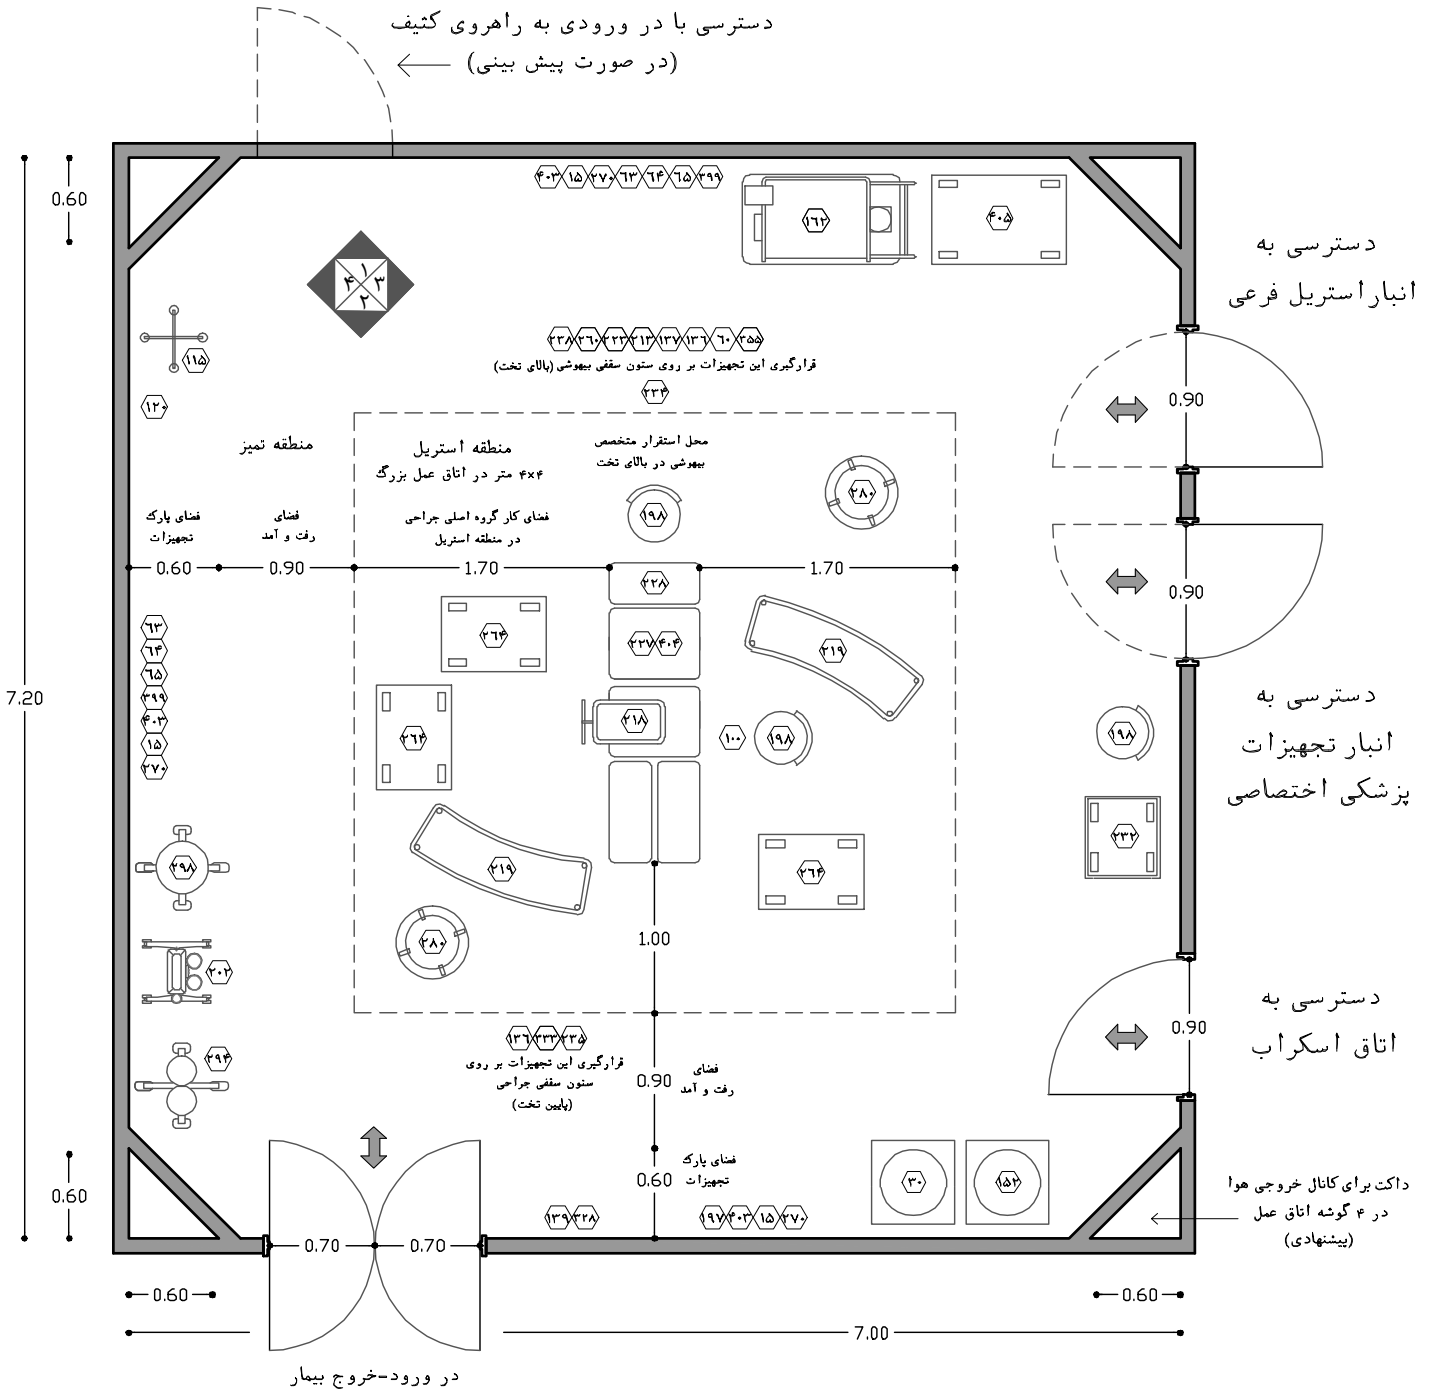 دسترسی با در ورودی به راهروی کثیف
(در صورت پیش بینی)
0.60
۴۰۳ ۱۵ ۲۷۰ ۶۳ ۶۴ ۶۵ ۳۹۹
۱۶۲
۴۰۵
۱
۴ ۳
۲
دسترسی به
انباراستریل فرعی
۱۱۵
۱۲۰
۲۳۸ ۲۶۰ ۲۲۳ ۲۱۳ ۱۳۷ ۱۳۶ ۶۰ ۳۵۵
قرارگیری این تجهیزات بر روی ستون سقفی بیهوشی (بالای تخت)
۲۳۴
0.90
منطقه تمیز
منطقه استریل
۴×۴ متر در اتاق عمل بزرگ
محل استقرار متخصص
بیهوشی در بالای تخت
۲۸۰
۱۹۸
فضای پارک
تجهیزات
فضای
رفت و آمد
فضای کار گروه اصلی جراحی
در منطقه استریل
0.60
0.90
1.70
1.70
۲۲۸
0.90
۶۳
۶۴
۶۵
۳۹۹
۴۰۳
۱۵
۲۷۰
۲۶۴
۲۲۷ ۴۰۴
۲۱۹
7.20
۲۶۴
۲۱۸
۱۰۰
۱۹۸
۱۹۸
دسترسی به
انبار تجهیزات
پزشکی اختصاصی
۲۳۲
۲۹۸
۲۱۹
۲۶۴
۲۸۰
1.00
۲۰۲
دسترسی به
اتاق اسکراب
0.90
۲۹۴
۱۳۶ ۳۳۳ ۲۳۵
قرارگیری این تجهیزات بر روی
ستون سقفی جراحی
(پایین تخت)
0.90
فضای
رفت و آمد
فضای پارک
تجهیزات
0.60
0.60
۳۰
۱۵۲
۱۳۹ ۳۲۸
۱۹۷ ۴۰۳ ۱۵ ۲۷۰
داکت برای کانال خروجی هوا
در ۴ گوشه اتاق عمل
(پیشنهادی)
0.70
0.70
0.60
0.60
7.00
در ورود-خروج بیمار